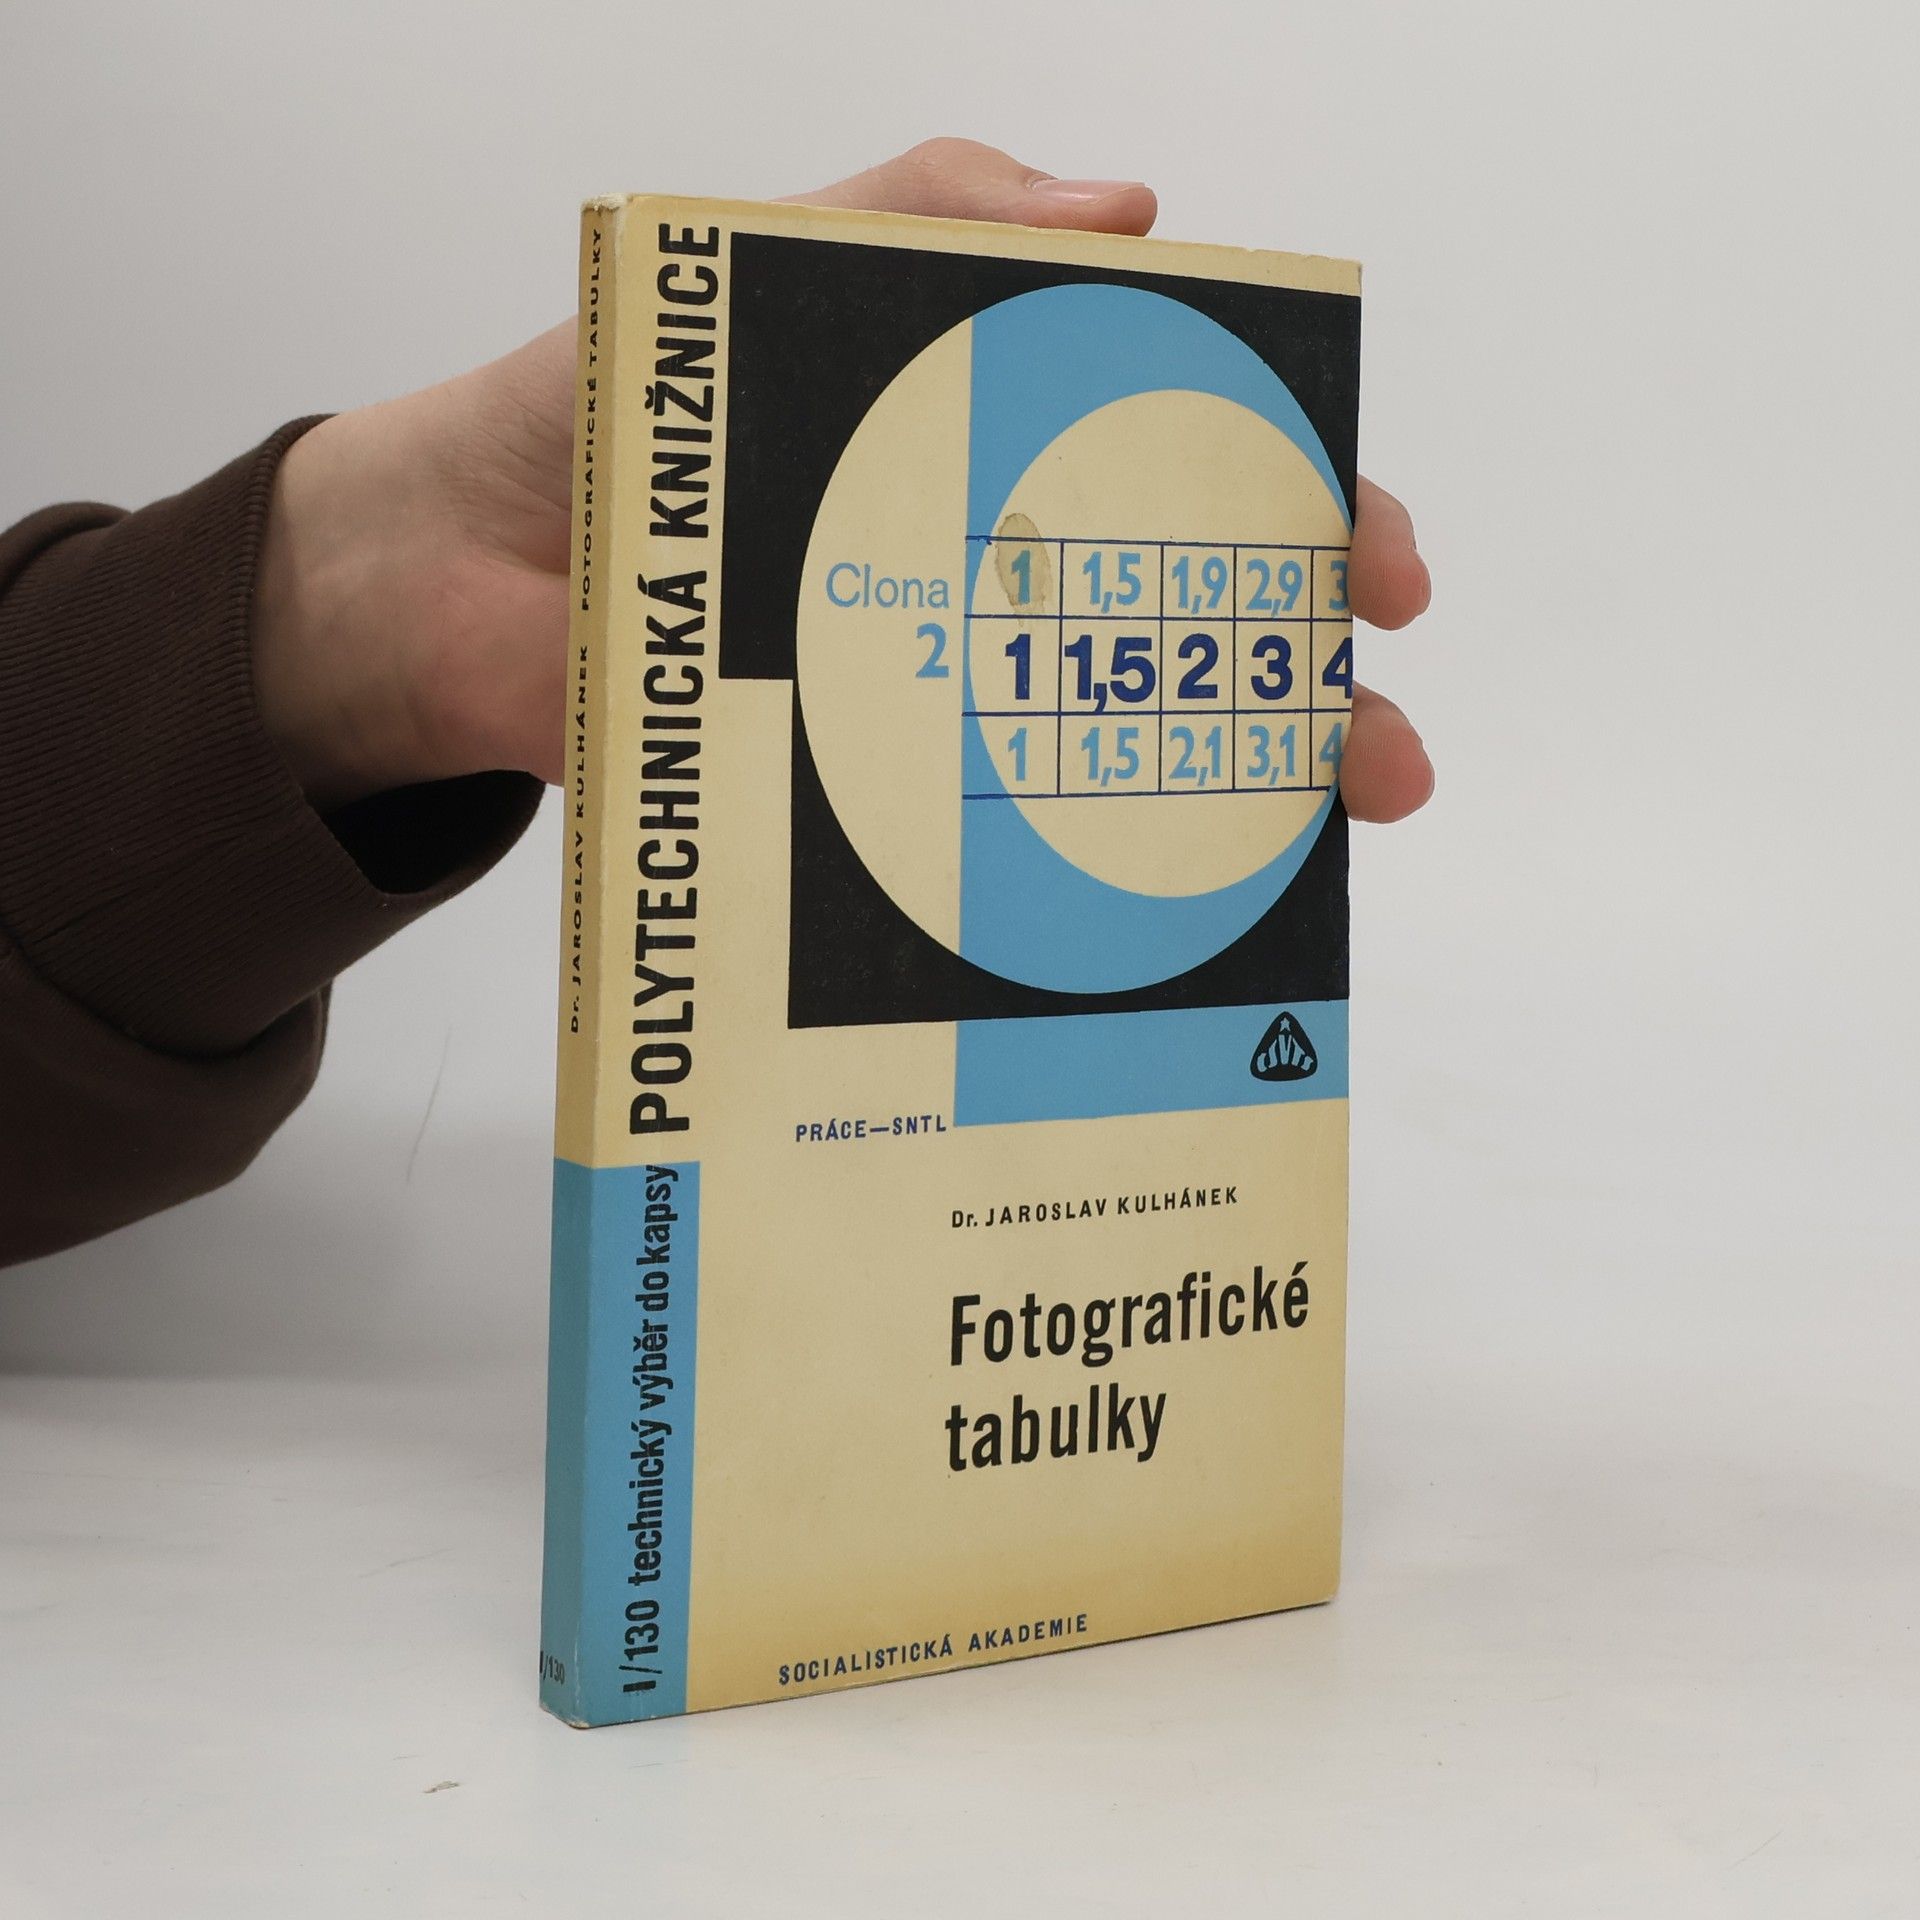 Dr. JAROSLAV KULHÁNEK FOTOGRAFICKÉ TABULKY
I/130
POLYTECHNICKÁ KNIŽNICE
I/130 technický výběr do kapsy
Clona
2
1 1,5 1,9 2,9 3
1 1,5 2 3 4
1 1,5 2,1 3,1 4
ČSVTS
PRÁCE—SNTL
Dr. JAROSLAV KULHÁNEK
Fotografické
tabulky
SOCIALISTICKÁ AKADEMIE